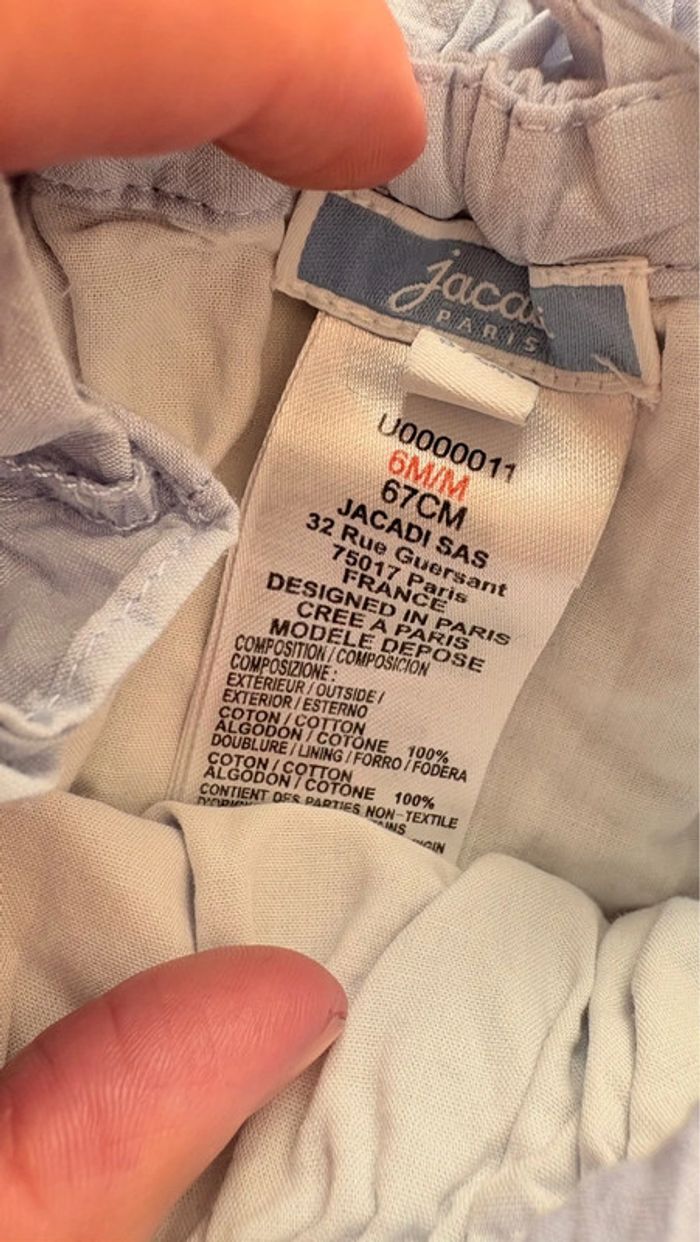 PARIS
U0000011
6M/M
67CM
JACADI SAS
32 Rue Guersant
75017 Paris
FRANCE
DESIGNED IN PARIS
CREE A PARIS
MODELE DEPOSE
COMPOSITION / COMPOSICION
COMPOSIZIONE :
EXTERIEUR / OUTSIDE /
EXTERIOR / ESTERNO
COTON / COTTON
ALGODON / COTONE 100%
DOUBLURE / LINING / FORRO / FODERA
COTON / COTTON
ALGODON / COTONE 100%
CONTIENT DES PARTIES NON-TEXTILE